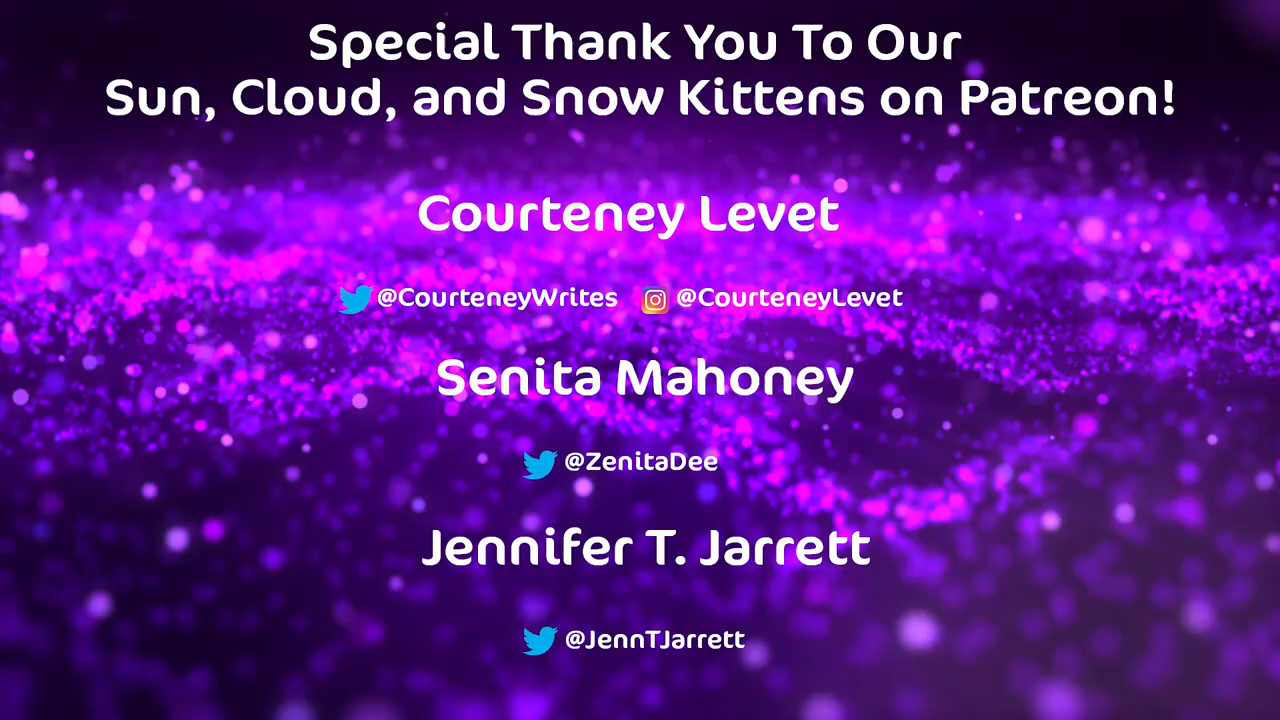 Special Thank You To Our
Sun, Cloud, and Snow Kittens on Patreon!
Courteney Levet
@CourteneyWrites @CourteneyLevet
Senita Mahoney
@ZenitaDee
Jennifer T. Jarrett
@JennTJarrett